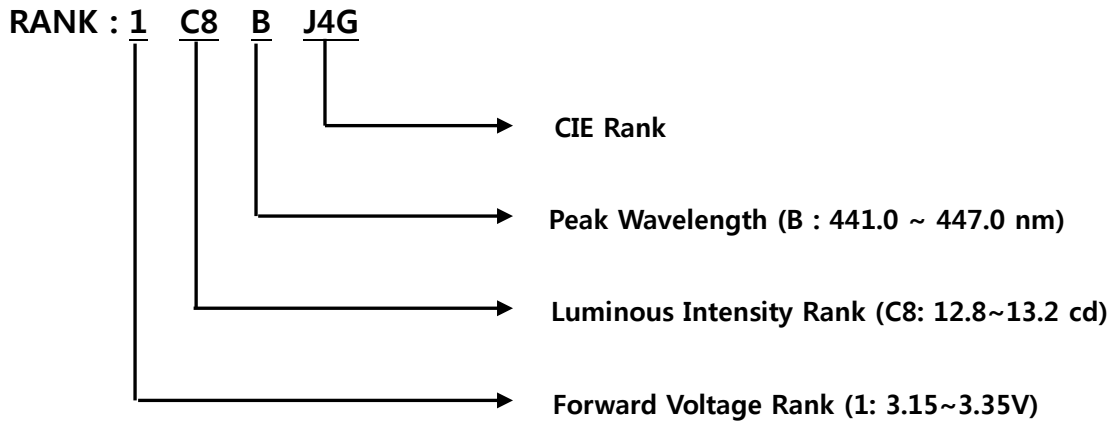 RANK : 1 C8 B J4G
CIE Rank
Peak Wavelength (B : 441.0 ~ 447.0 nm)
Luminous Intensity Rank (C8: 12.8~13.2 cd)
Forward Voltage Rank (1: 3.15~3.35V)